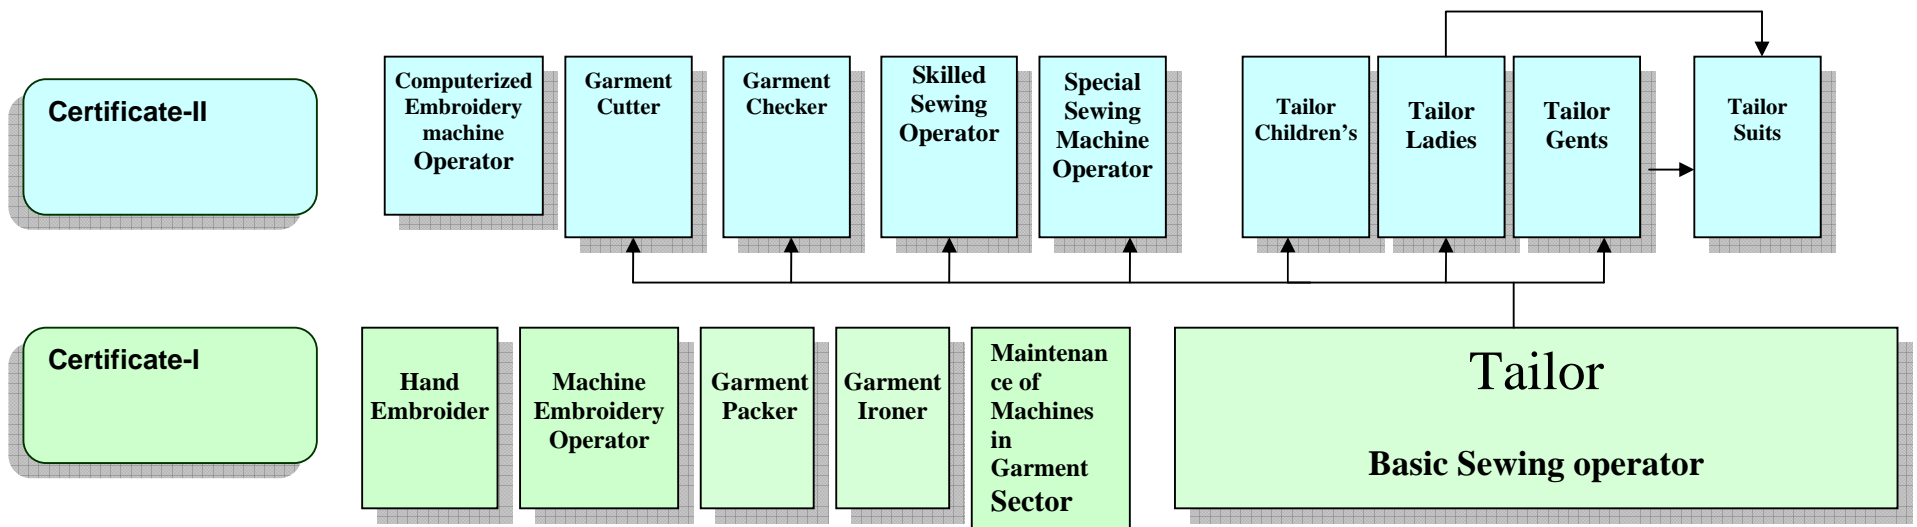 Certificate-II
Computerized
Embroidery
machine
Operator
Garment
Cutter
Garment
Checker
Skilled
Sewing
Operator
Special
Sewing
Machine
Operator
Tailor
Children’s
Tailor
Ladies
Tailor
Gents
Tailor
Suits
Certificate-I
Hand
Embroider
Machine
Embroidery
Operator
Garment
Packer
Garment
Ironer
Maintenan
ce of
Machines
in
Garment
Sector
Tailor
Basic Sewing operator